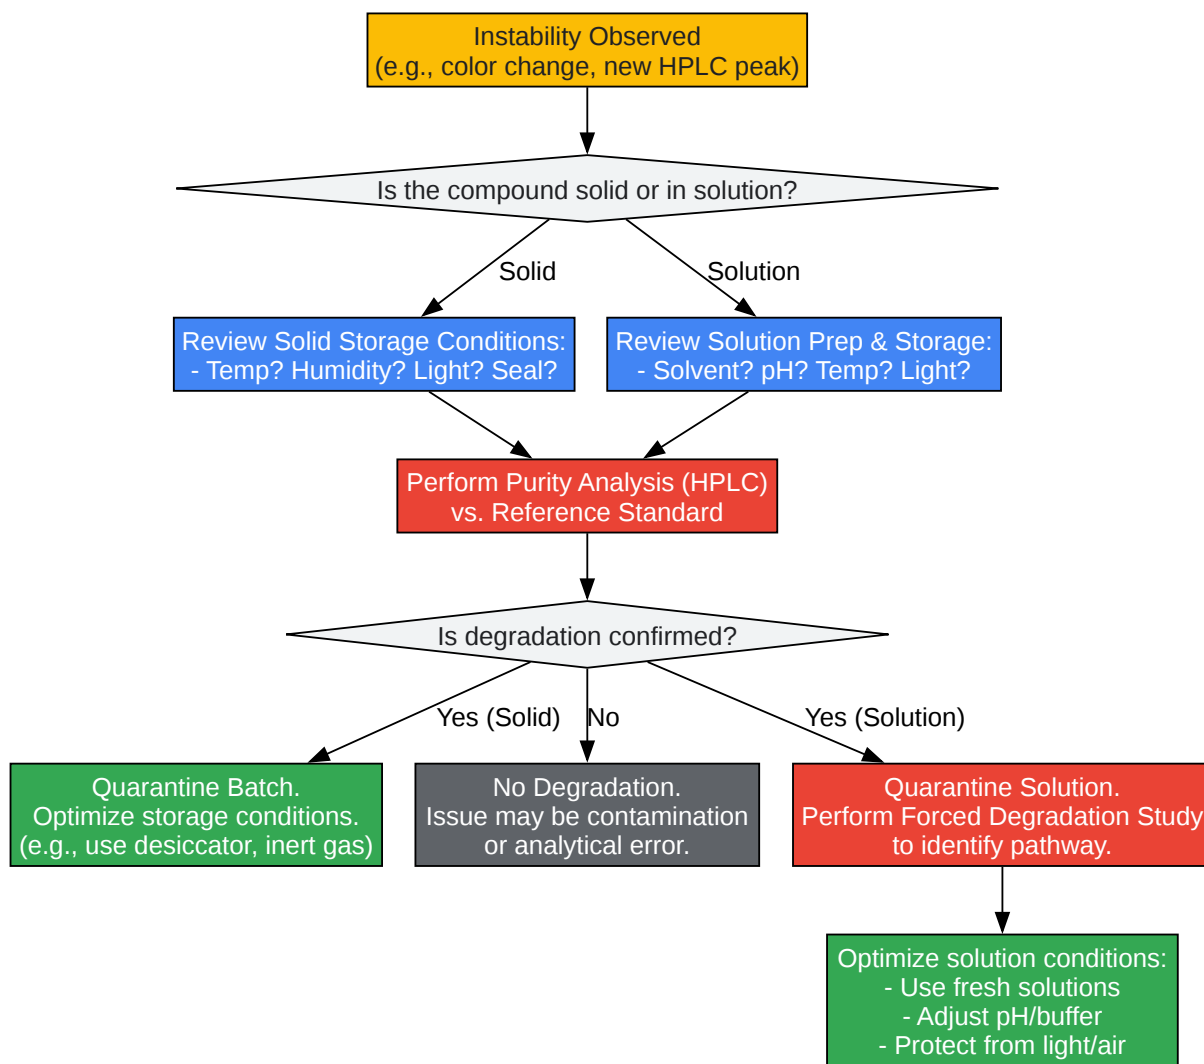 Instability Observed
(e.g., color change, new HPLC peak)
Is the compound solid or in solution?
Solid
Solution
Review Solid Storage Conditions:
- Temp? Humidity? Light? Seal?
Review Solution Prep & Storage:
- Solvent? pH? Temp? Light?
Perform Purity Analysis (HPLC)
vs. Reference Standard
Is degradation confirmed?
Yes (Solid)
No
Yes (Solution)
Quarantine Batch.
Optimize storage conditions.
(e.g., use desiccator, inert gas)
No Degradation.
Issue may be contamination
or analytical error.
Quarantine Solution.
Perform Forced Degradation Study
to identify pathway.
Optimize solution conditions:
- Use fresh solutions
- Adjust pH/buffer
- Protect from light/air